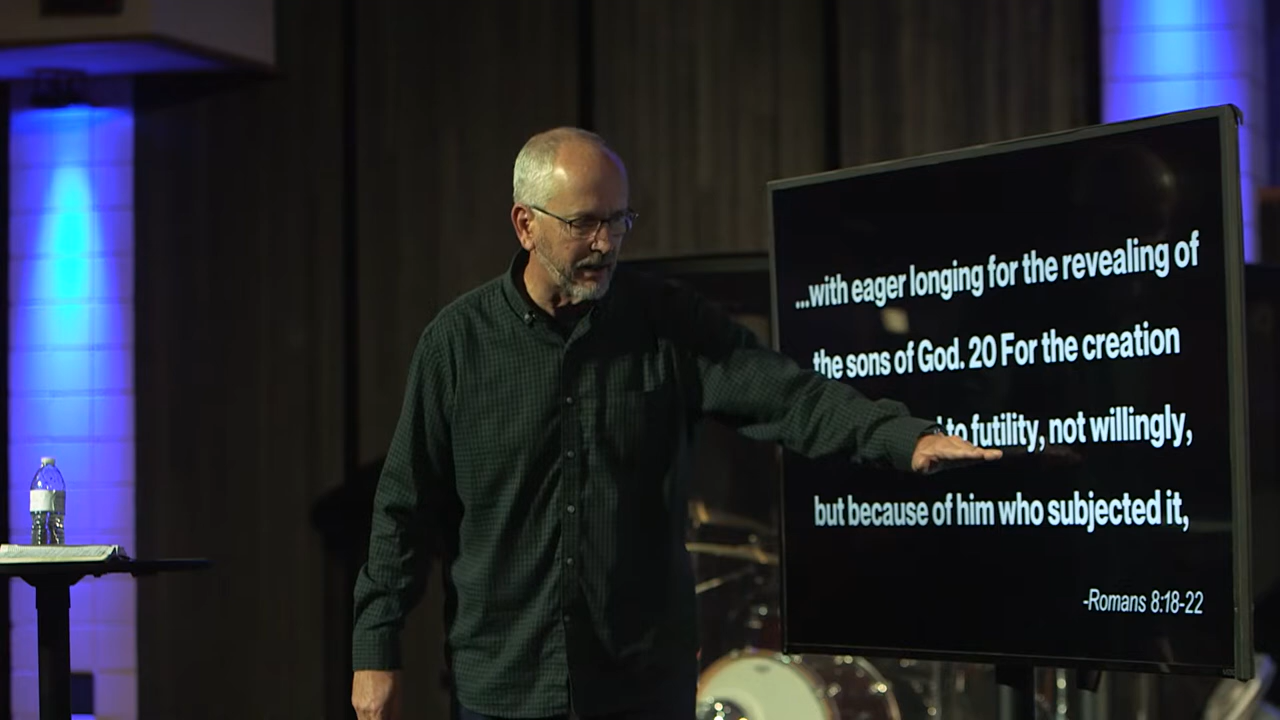 ...with eager longing for the revealing of
the sons of God. 20 For the creation
to futility, not willingly,
but because of him who subjected it,
-Romans 8:18-22